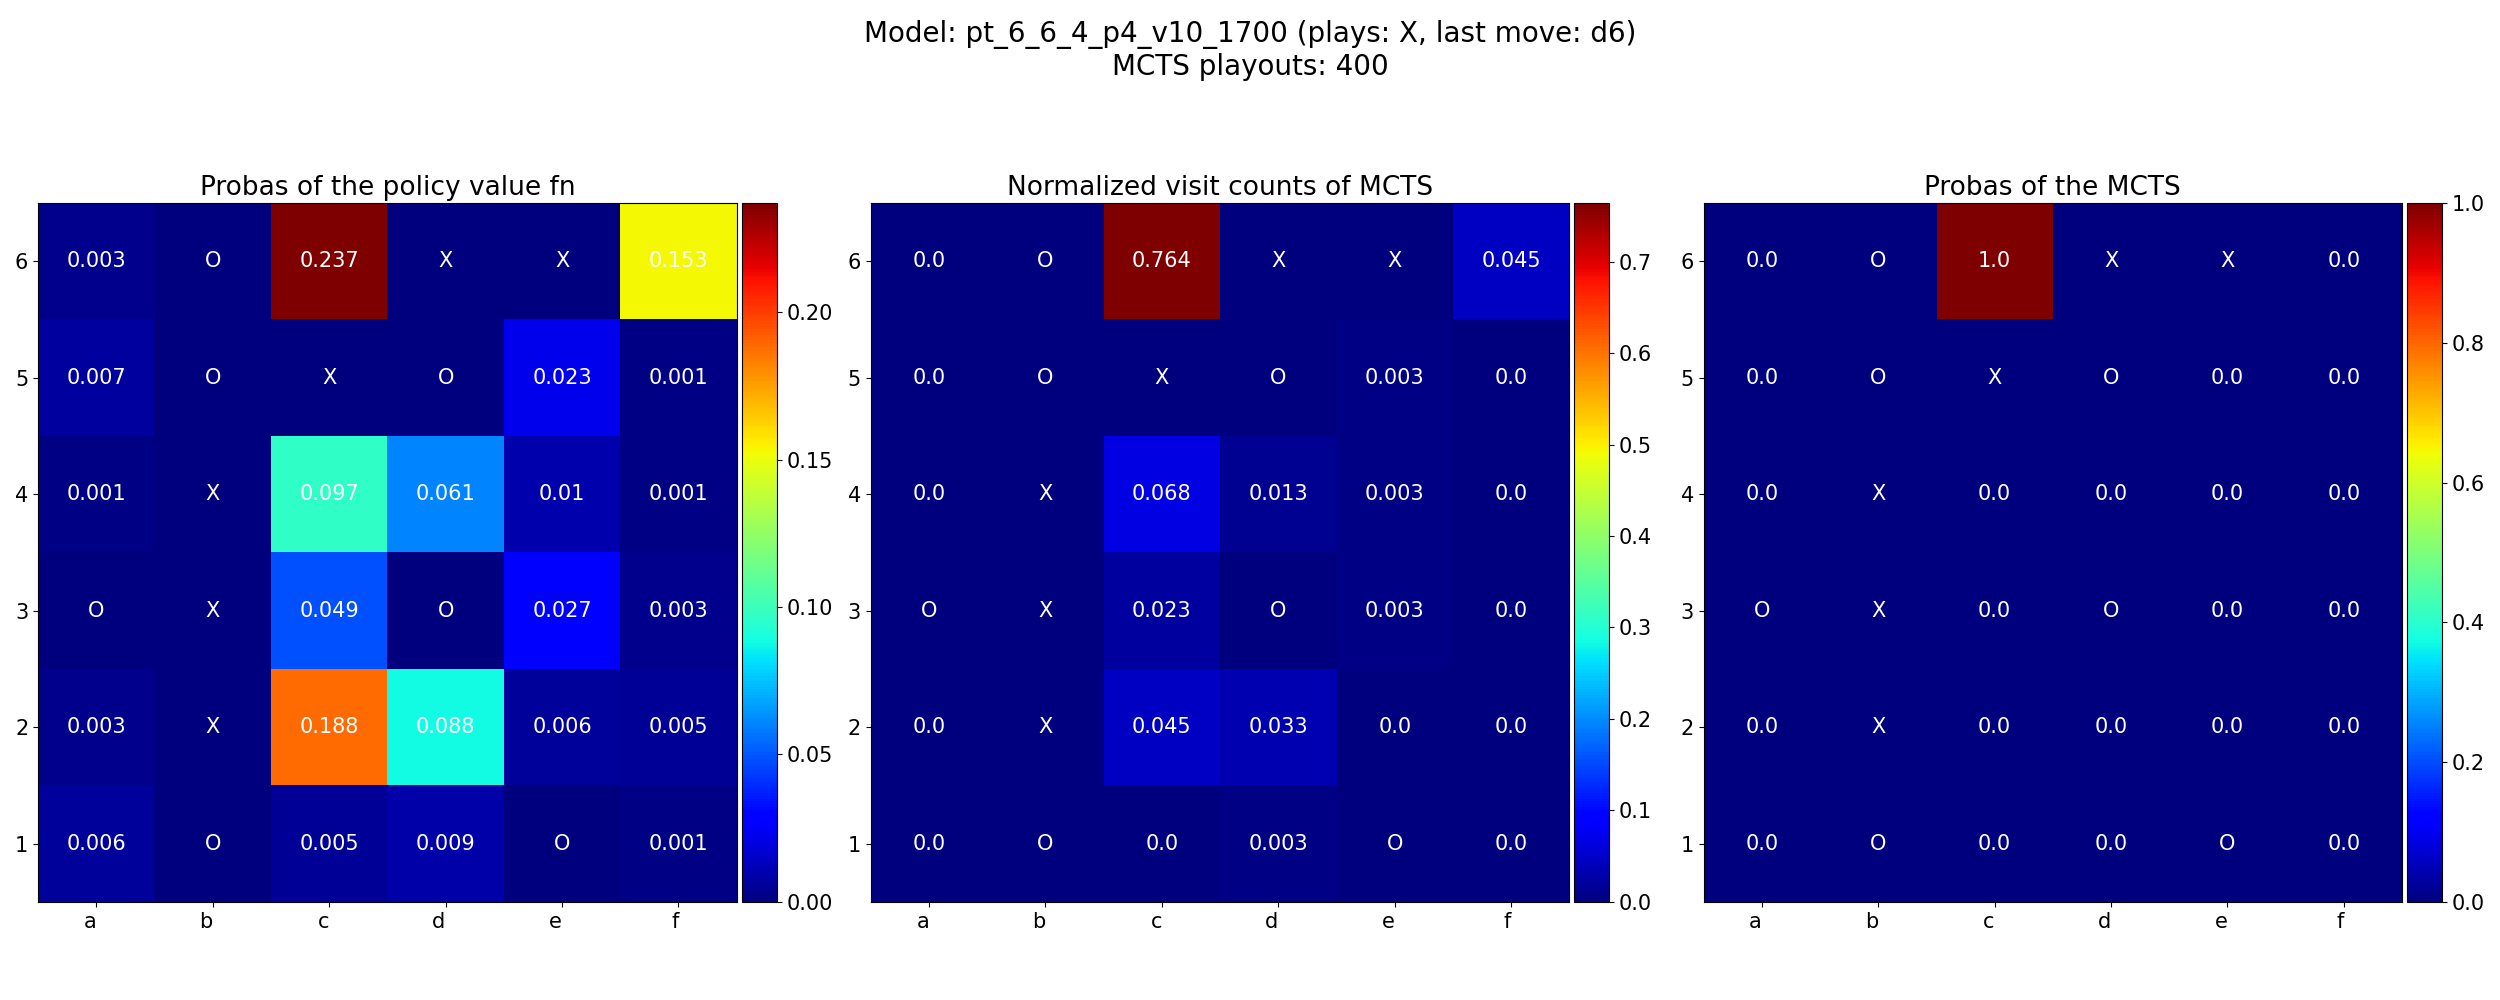 Model: pt_6_6_4_p4_v10_1700 (plays: X, last move: d6)
MCTS playouts: 400
Probas of the policy value fn
6 0.003 O 0.237 X X 0.153
5 0.007 O X O 0.023 0.001
4 0.001 X 0.097 0.061 0.01 0.001
3 O X 0.049 O 0.027 0.003
2 0.003 X 0.188 0.088 0.006 0.005
1 0.006 O 0.005 0.009 O 0.001
a b c d e f
0.20
0.15
0.10
0.05
0.00
Normalized visit counts of MCTS
6 0.0 O 0.764 X X 0.045
5 0.0 O X O 0.003 0.0
4 0.0 X 0.068 0.013 0.003 0.0
3 O X 0.023 O 0.003 0.0
2 0.0 X 0.045 0.033 0.0 0.0
1 0.0 O 0.0 0.003 O 0.0
a b c d e f
0.7
0.6
0.5
0.4
0.3
0.2
0.1
0.0
Probas of the MCTS
6 0.0 O 1.0 X X 0.0
5 0.0 O X O 0.0 0.0
4 0.0 X 0.0 0.0 0.0 0.0
3 O X 0.0 O 0.0 0.0
2 0.0 X 0.0 0.0 0.0 0.0
1 0.0 O 0.0 0.0 O 0.0
a b c d e f
1.0
0.8
0.6
0.4
0.2
0.0